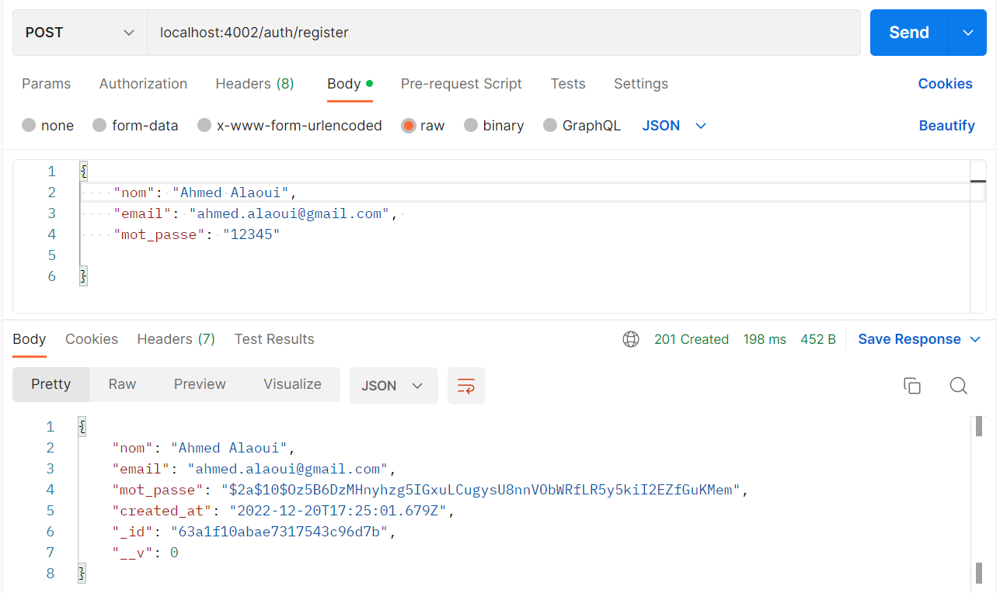 POST localhost:4002/auth/register Send
Params Authorization Headers (8) Body Pre-request Script Tests Settings Cookies
none form-data x-www-form-urlencoded raw binary GraphQL JSON Beautify
1 {
2 "nom": "Ahmed Alaoui",
3 "email": "ahmed.alaoui@gmail.com",
4 "mot_passe": "12345"
5
6 }
Body Cookies Headers (7) Test Results 201 Created 198 ms 452 B Save Response
Pretty Raw Preview Visualize JSON
1 {
2 "nom": "Ahmed Alaoui",
3 "email": "ahmed.alaoui@gmail.com",
4 "mot_passe": "$2a$10$Oz5B6DzMHnyhzg5IGxuLCugysU8nnVObWRfLR5y5kiI2EZfGuKMem",
5 "created_at": "2022-12-20T17:25:01.679Z",
6 "_id": "63a1f10abae7317543c96d7b",
7 "__v": 0
8 }